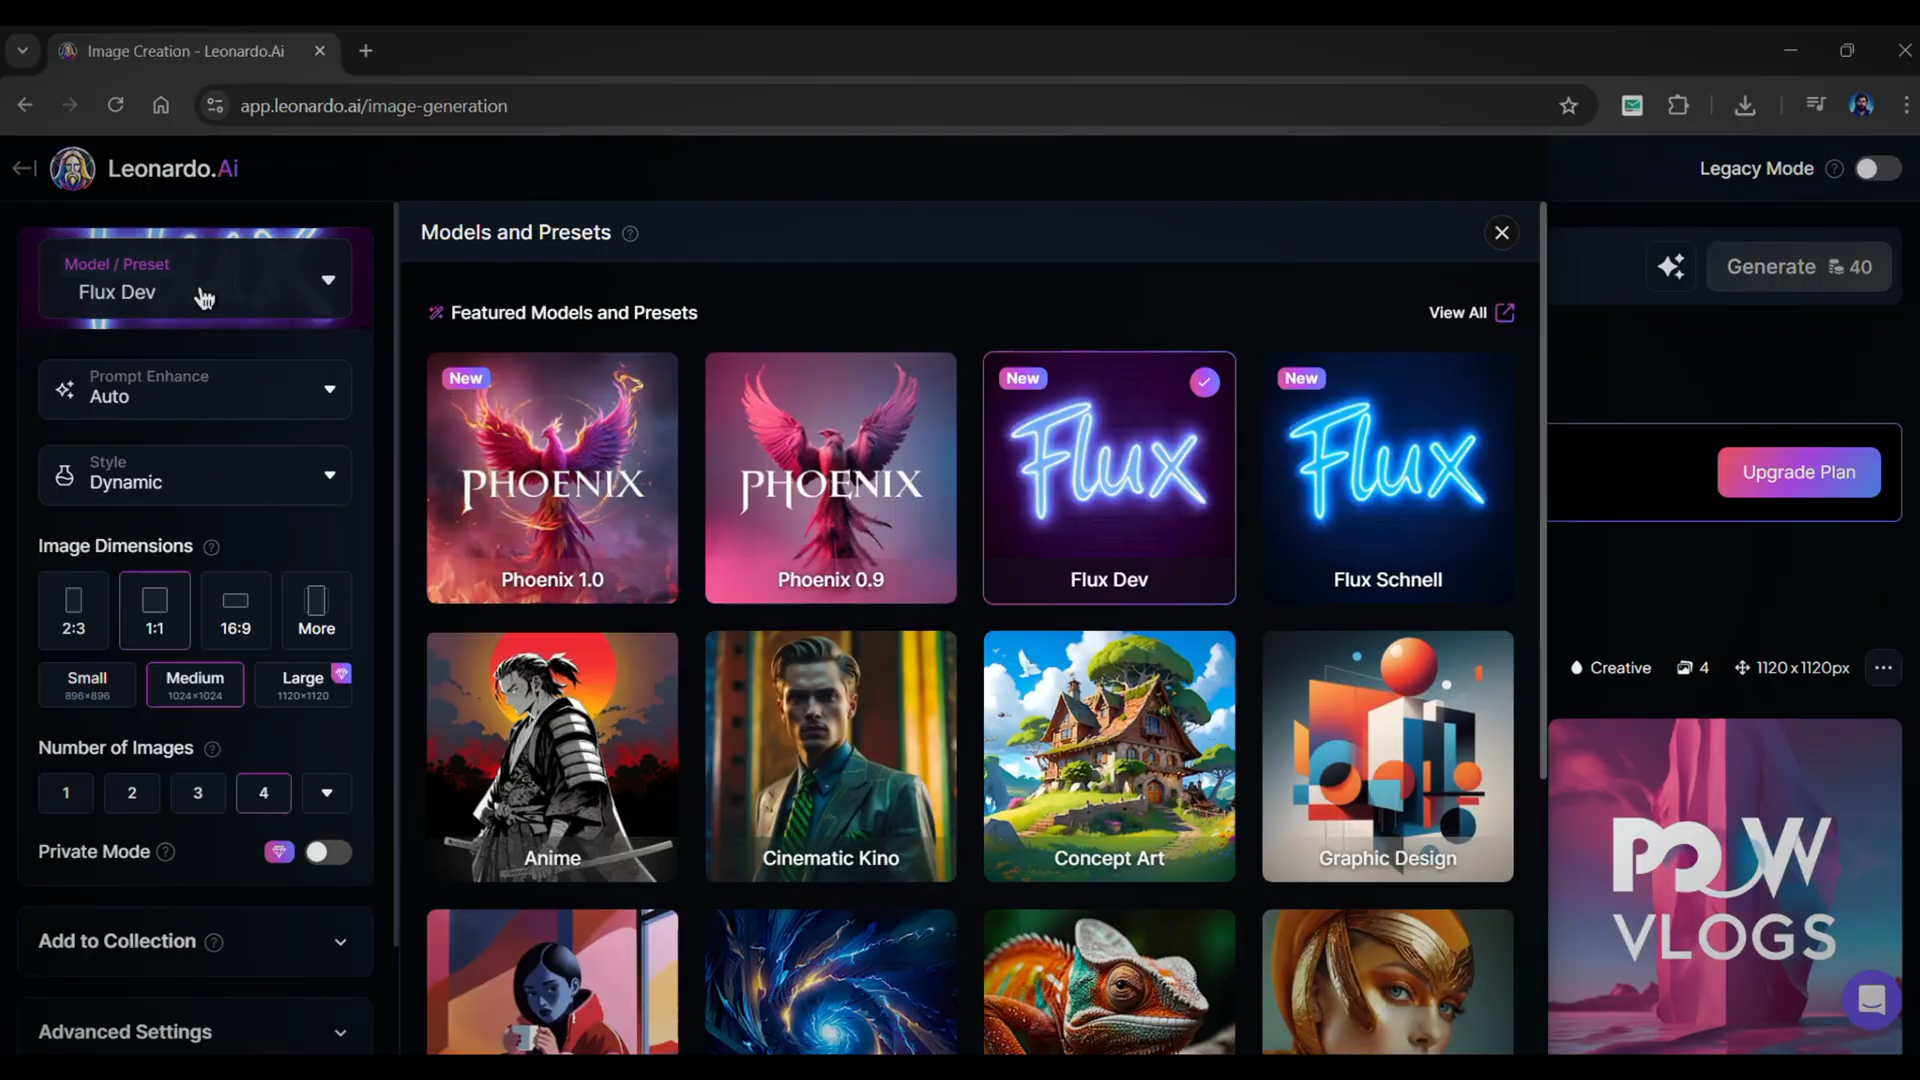 Image Creation - Leonardo.Ai
app.leonardo.ai/image-generation
Leonardo.Ai
Legacy Mode
Model / Preset
Flux Dev
Models and Presets
Generate 40
Featured Models and Presets
View All
Prompt Enhance
Auto
Style
Dynamic
New
PHOENIX
Phoenix 1.0
PHOENIX
Phoenix 0.9
New
Flux
Flux Dev
New
Flux
Flux Schnell
Upgrade Plan
Image Dimensions
2:3
1:1
16:9
More
Small
896×896
Medium
1024×1024
Large
1120×1120
Creative
4
1120 x 1120px
Number of Images
1
2
3
4
Private Mode
Anime
Cinematic Kino
Concept Art
Graphic Design
POW
VLOGS
Add to Collection
Advanced Settings